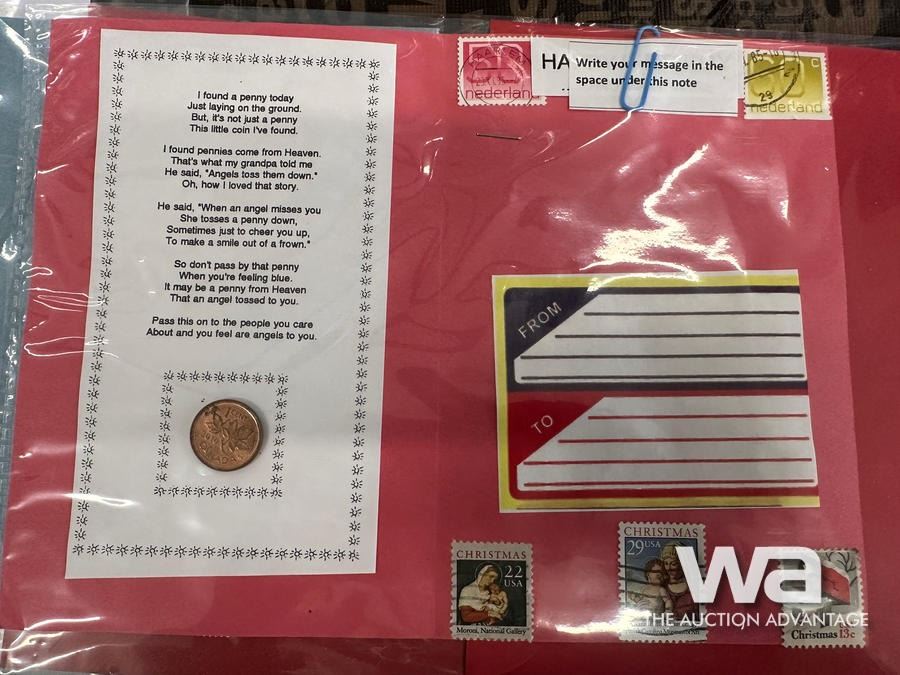 I found a penny today
Just laying on the ground.
But, it's not just a penny
This little coin I've found.
I found pennies come from Heaven.
That's what my grandpa told me
He said, "Angels toss them down."
Oh, how I loved that story.
He said, "When an angel misses you
She tosses a penny down,
Sometimes just to cheer you up,
To make a smile out of a frown."
So don't pass by that penny
When you're feeling blue.
It may be a penny from Heaven
That an angel tossed to you.
Pass this on to the people you care
About and you feel are angels to you.
nederland
HA
Write your message in the
space under this note
c
nederland
29
FROM
TO
CHRISTMAS
22
USA
Moroni, National Gallery
CHRISTMAS
29 USA
Christmas 13c
wa
THE AUCTION ADVANTAGE